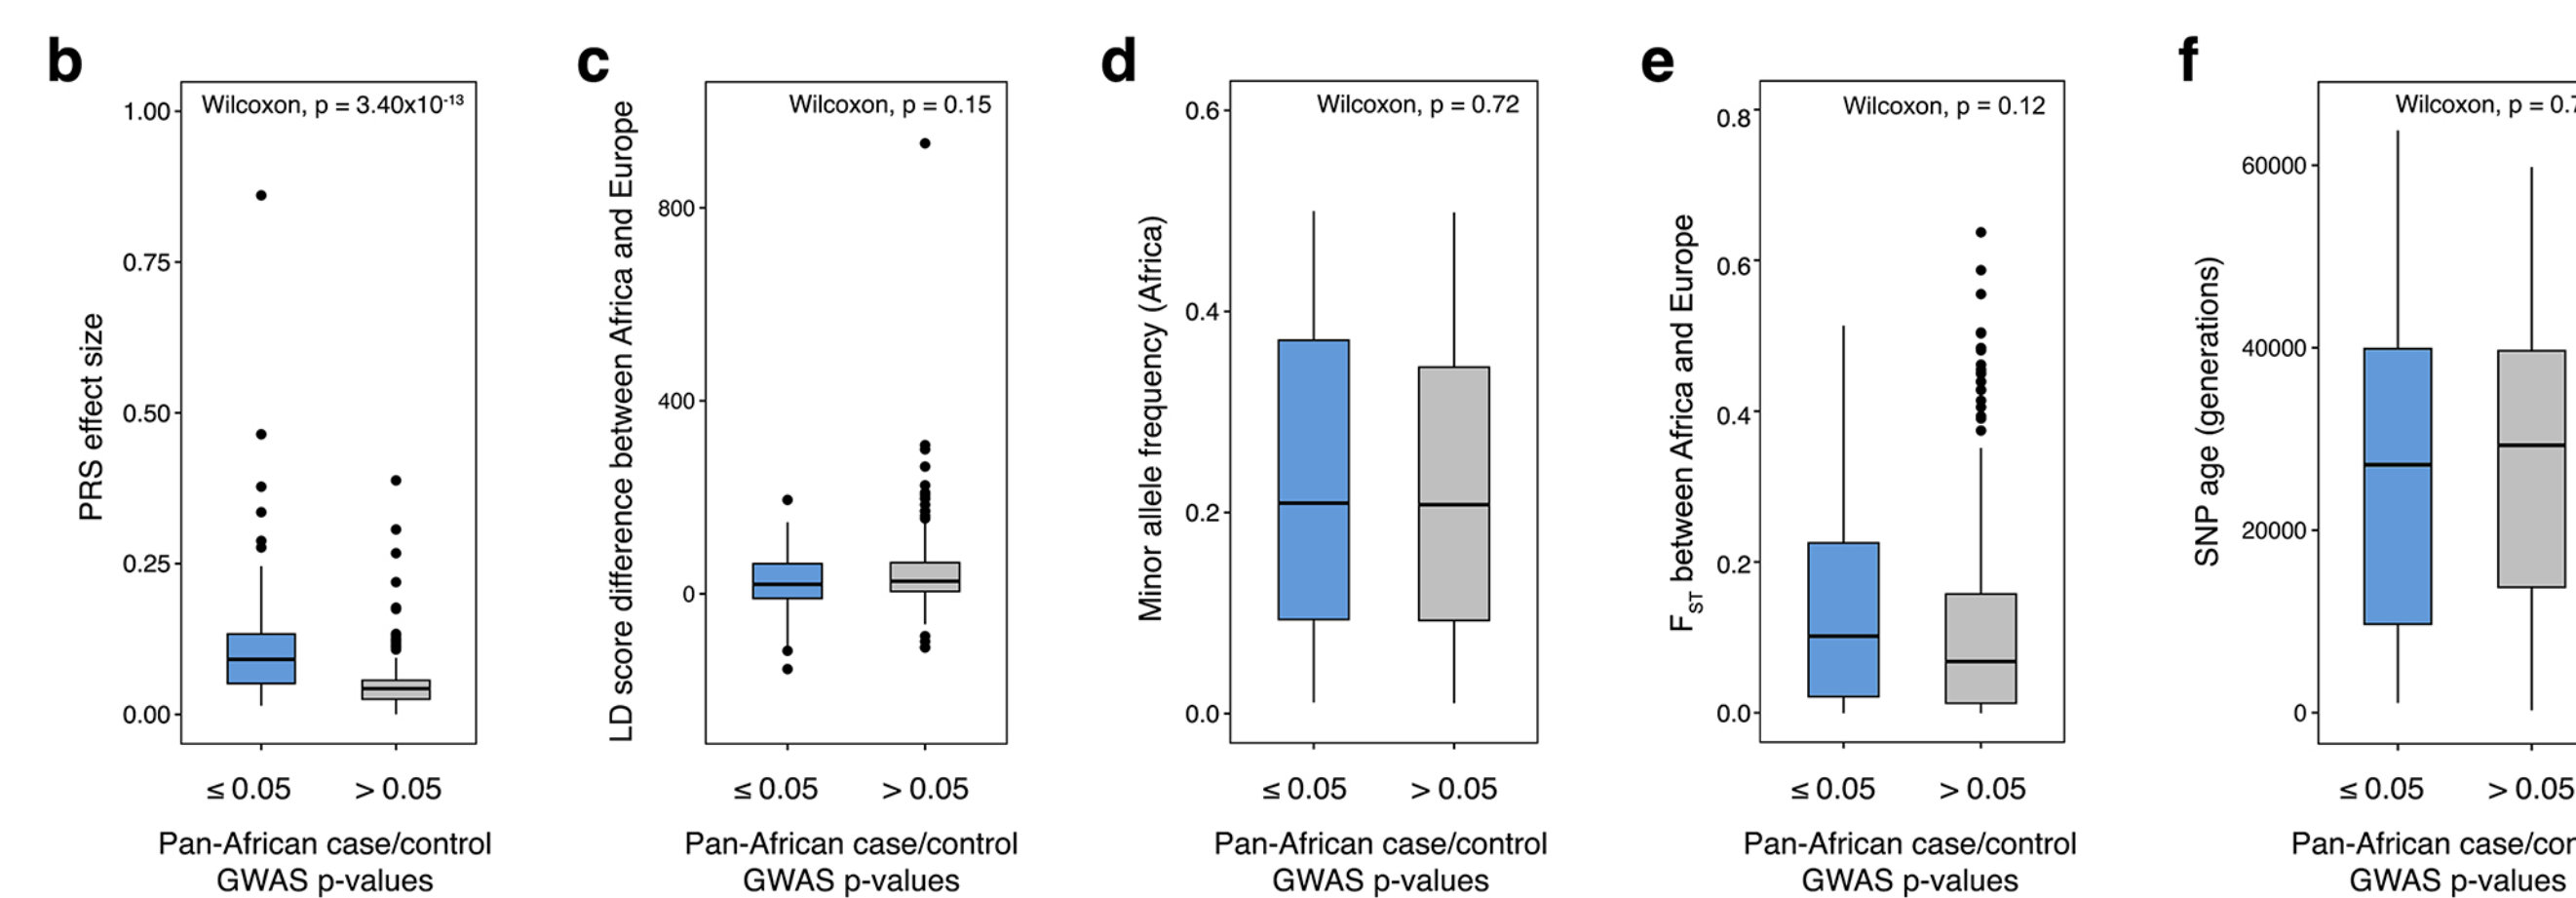 b
Wilcoxon, p = 3.40x10⁻¹³
1.00
0.75
0.50
0.25
0.00
PRS effect size
≤ 0.05
> 0.05
Pan-African case/control
GWAS p-values
c
Wilcoxon, p = 0.15
800
400
0
LD score difference between Africa and Europe
≤ 0.05
> 0.05
Pan-African case/control
GWAS p-values
d
Wilcoxon, p = 0.72
0.6
0.4
0.2
0.0
Minor allele frequency (Africa)
≤ 0.05
> 0.05
Pan-African case/control
GWAS p-values
e
Wilcoxon, p = 0.12
0.8
0.6
0.4
0.2
0.0
F_ST between Africa and Europe
≤ 0.05
> 0.05
Pan-African case/control
GWAS p-values
f
Wilcoxon, p =
60000
40000
20000
0
SNP age (generations)
≤ 0.05
> 0.05
Pan-African
GWAS p-values